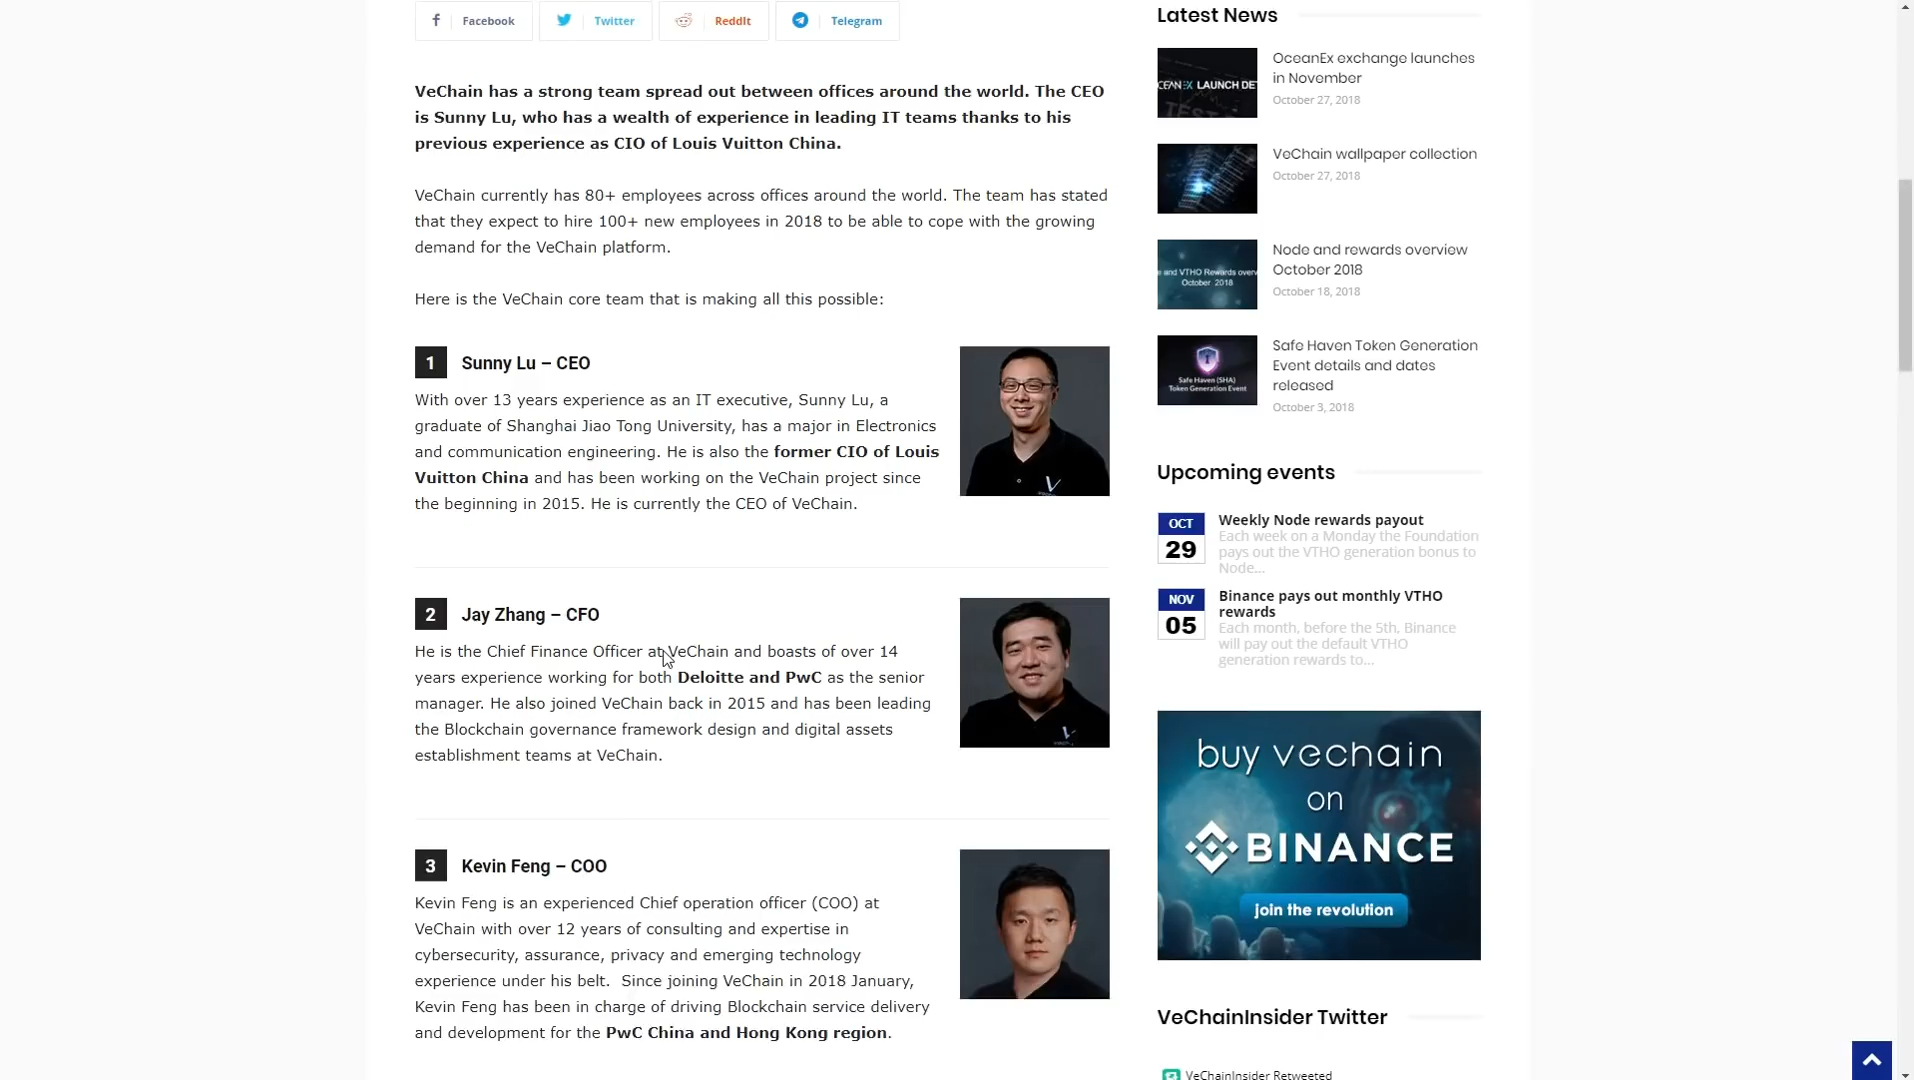 Facebook
Twitter
ReddIt
Telegram
VeChain has a strong team spread out between offices around the world. The CEO
is Sunny Lu, who has a wealth of experience in leading IT teams thanks to his
previous experience as CIO of Louis Vuitton China.
VeChain currently has 80+ employees across offices around the world. The team has stated
that they expect to hire 100+ new employees in 2018 to be able to cope with the growing
demand for the VeChain platform.
Here is the VeChain core team that is making all this possible:
1 Sunny Lu – CEO
With over 13 years experience as an IT executive, Sunny Lu, a
graduate of Shanghai Jiao Tong University, has a major in Electronics
and communication engineering. He is also the former CIO of Louis
Vuitton China and has been working on the VeChain project since
the beginning in 2015. He is currently the CEO of VeChain.
2 Jay Zhang – CFO
He is the Chief Finance Officer at VeChain and boasts of over 14
years experience working for both Deloitte and PwC as the senior
manager. He also joined VeChain back in 2015 and has been leading
the Blockchain governance framework design and digital assets
establishment teams at VeChain.
3 Kevin Feng – COO
Kevin Feng is an experienced Chief operation officer (COO) at
VeChain with over 12 years of consulting and expertise in
cybersecurity, assurance, privacy and emerging technology
experience under his belt.  Since joining VeChain in 2018 January,
Kevin Feng has been in charge of driving Blockchain service delivery
and development for the PwC China and Hong Kong region.
Latest News
OceanEx exchange launches
in November
October 27, 2018
VeChain wallpaper collection
October 27, 2018
e and VTHO Rewards over
October 2018
Node and rewards overview
October 2018
October 18, 2018
Safe Haven (SHA)
Token Generation Event
Safe Haven Token Generation
Event details and dates
released
October 3, 2018
Upcoming events
OCT
29
Weekly Node rewards payout
Each week on a Monday the Foundation
pays out the VTHO generation bonus to
Node...
NOV
05
Binance pays out monthly VTHO
rewards
Each month, before the 5th, Binance
will pay out the default VTHO
generation rewards to...
buy vechain
on
BINANCE
join the revolution
VeChainInsider Twitter
VeChainInsider Retweeted